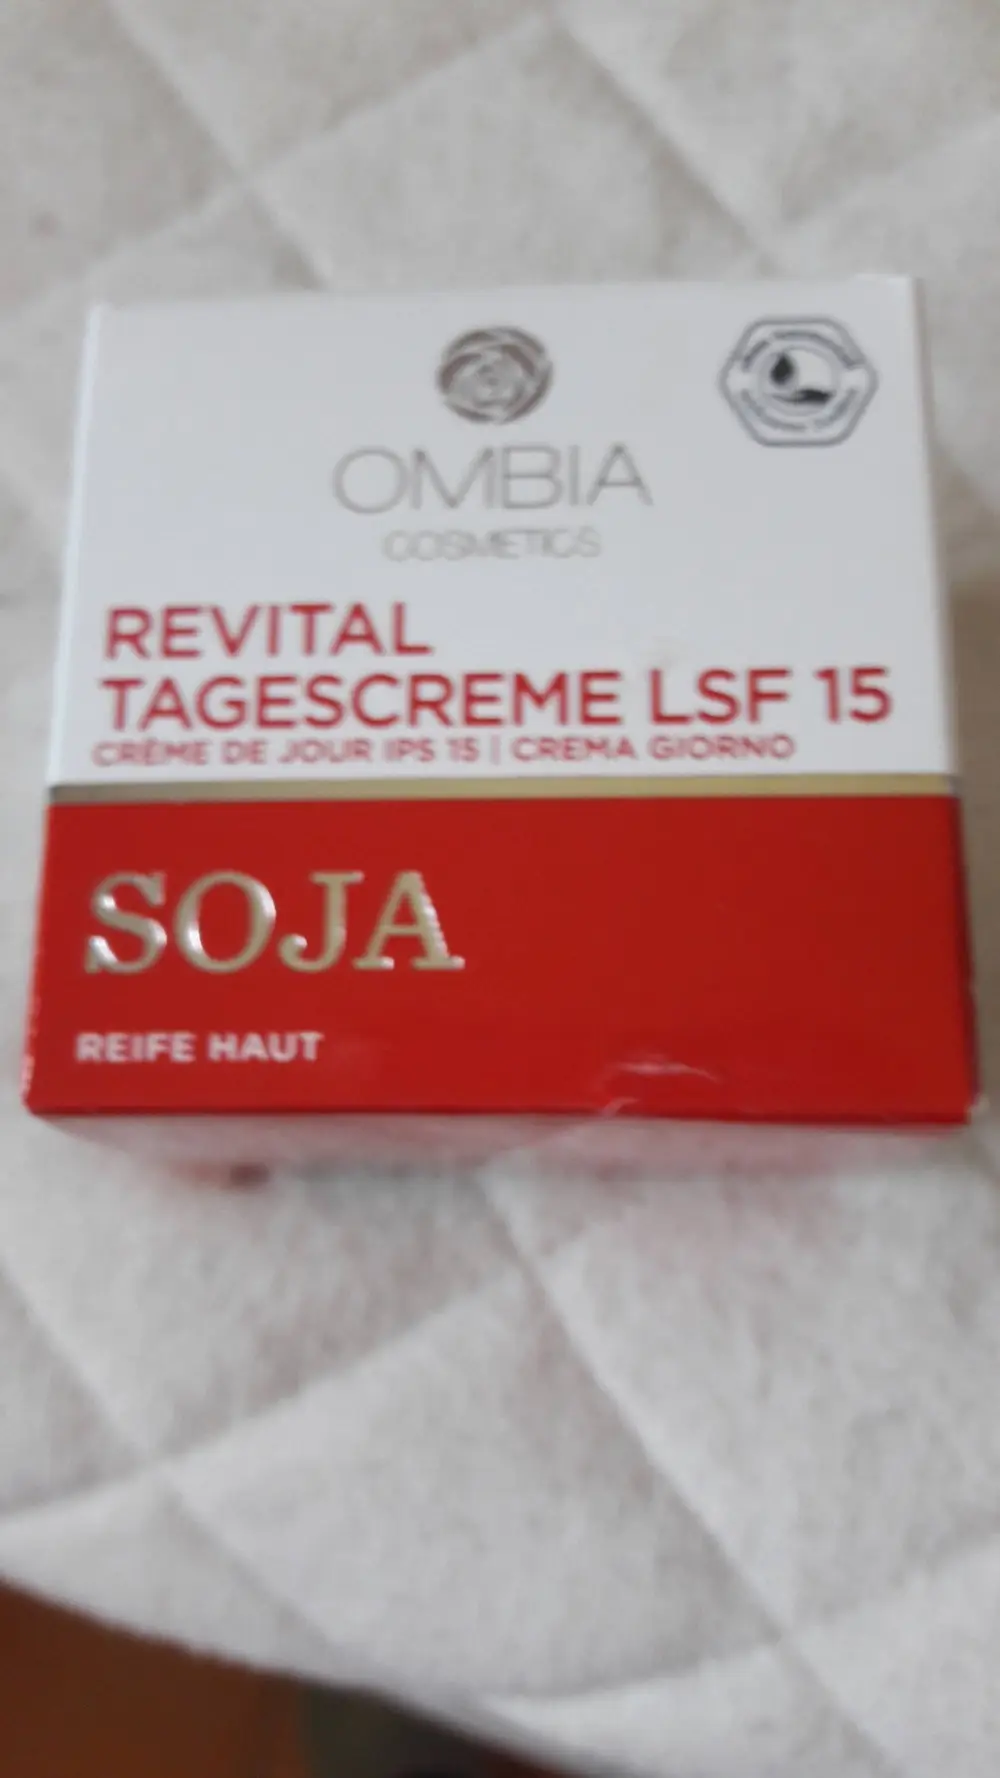 OMBIA
COSMETICS
REVITAL
TAGESCREME LSF 15
CRÈME DE JOUR IPS 15 | CREMA GIORNO
SOJA
REIFE HAUT